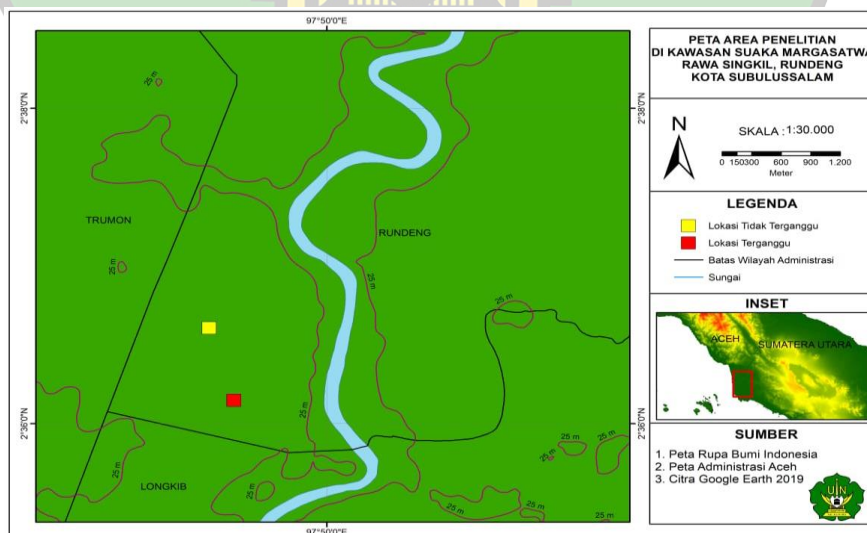 97°50'0"E
2°38'0"N
2°36'0"N
25 m
TRUMON
RUNDENG
25 m
25 m
25 m
25 m
25 m
25 m
25 m
25 m
LONGKIB
97°50'0"E
2°38'0"N
2°36'0"N
PETA AREA PENELITIAN
DI KAWASAN SUAKA MARGASATWA
RAWA SINGKIL, RUNDENG
KOTA SUBULUSSALAM
N
SKALA : 1:30.000
0 150300 600 900 1.200
Meter
LEGENDA
Lokasi Tidak Terganggu
Lokasi Terganggu
Batas Wilayah Administrasi
Sungai
INSET
ACEH
SUMATERA UTARA
SUMBER
1. Peta Rupa Bumi Indonesia
2. Peta Administrasi Aceh
3. Citra Google Earth 2019
UIN